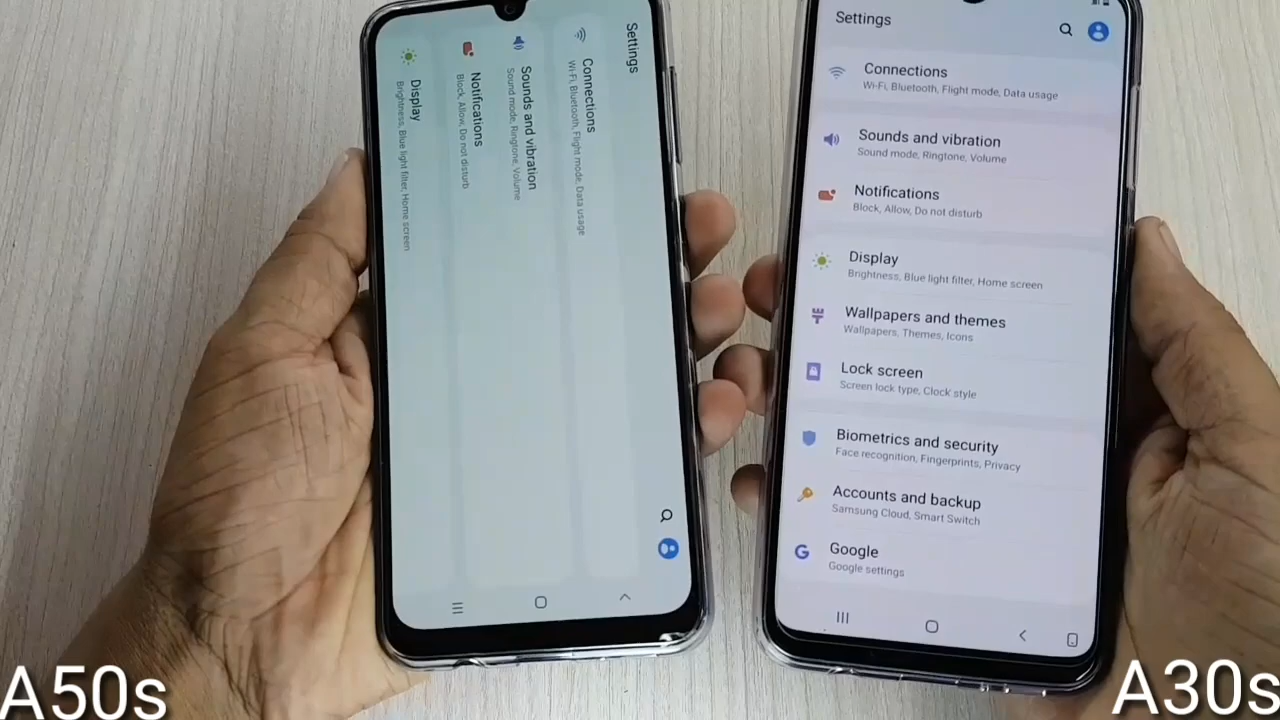 Settings
Connections
Wi-Fi, Bluetooth, Flight mode, Data usage
Sounds and vibration
Sound mode, Ringtone, Volume
Notifications
Block, Allow, Do not disturb
Display
Brightness, Blue light filter, Home screen
Settings
Connections
Wi-Fi, Bluetooth, Flight mode, Data usage
Sounds and vibration
Sound mode, Ringtone, Volume
Notifications
Block, Allow, Do not disturb
Display
Brightness, Blue light filter, Home screen
Wallpapers and themes
Wallpapers, Themes, Icons
Lock screen
Screen lock type, Clock style
Biometrics and security
Face recognition, Fingerprints, Privacy
Accounts and backup
Samsung Cloud, Smart Switch
Google
Google settings
A50s
A30s